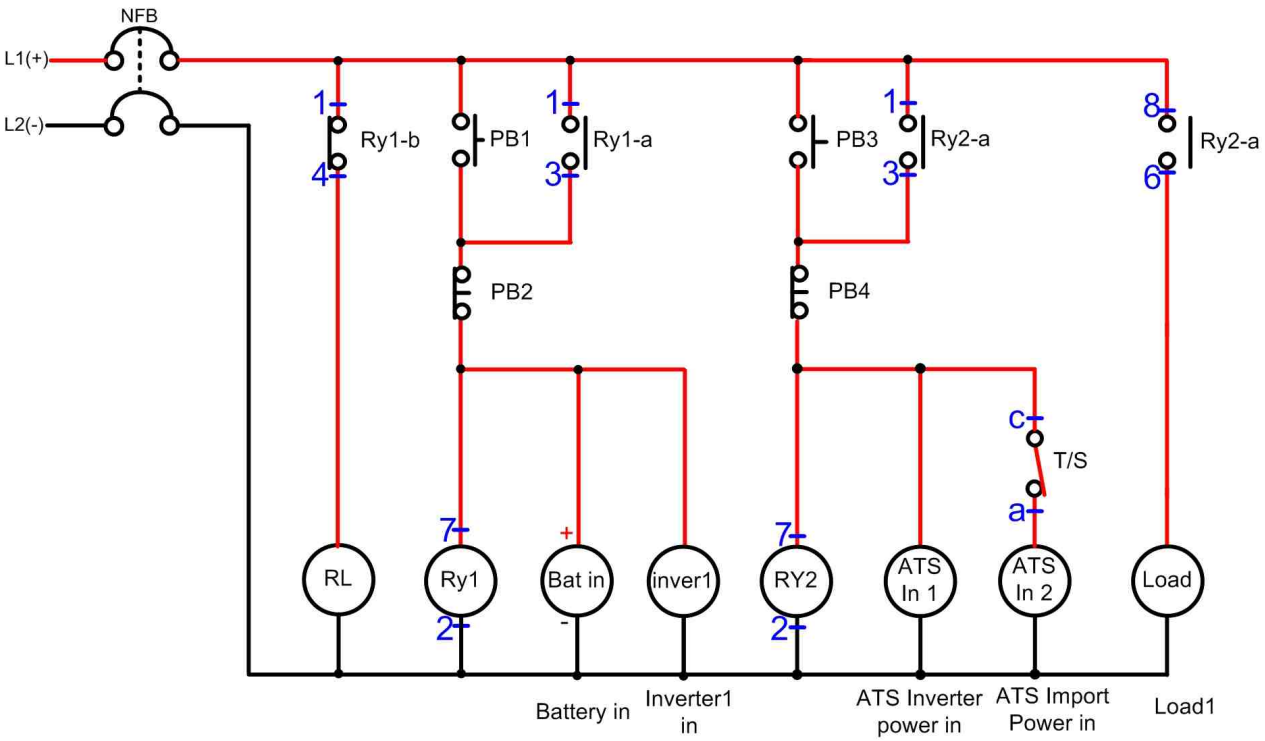 NFB
L1(+)
L2(-)
1
4
Ry1-b
PB1
1
3
Ry1-a
PB3
1
3
Ry2-a
8
6
Ry2-a
PB2
PB4
c
T/S
a
7
+
7
RL
Ry1
Bat in
inver1
RY2
ATS
In 1
ATS
In 2
Load
2
-
2
Battery in
Inverter1
in
ATS Inverter
power in
ATS Import
Power in
Load1